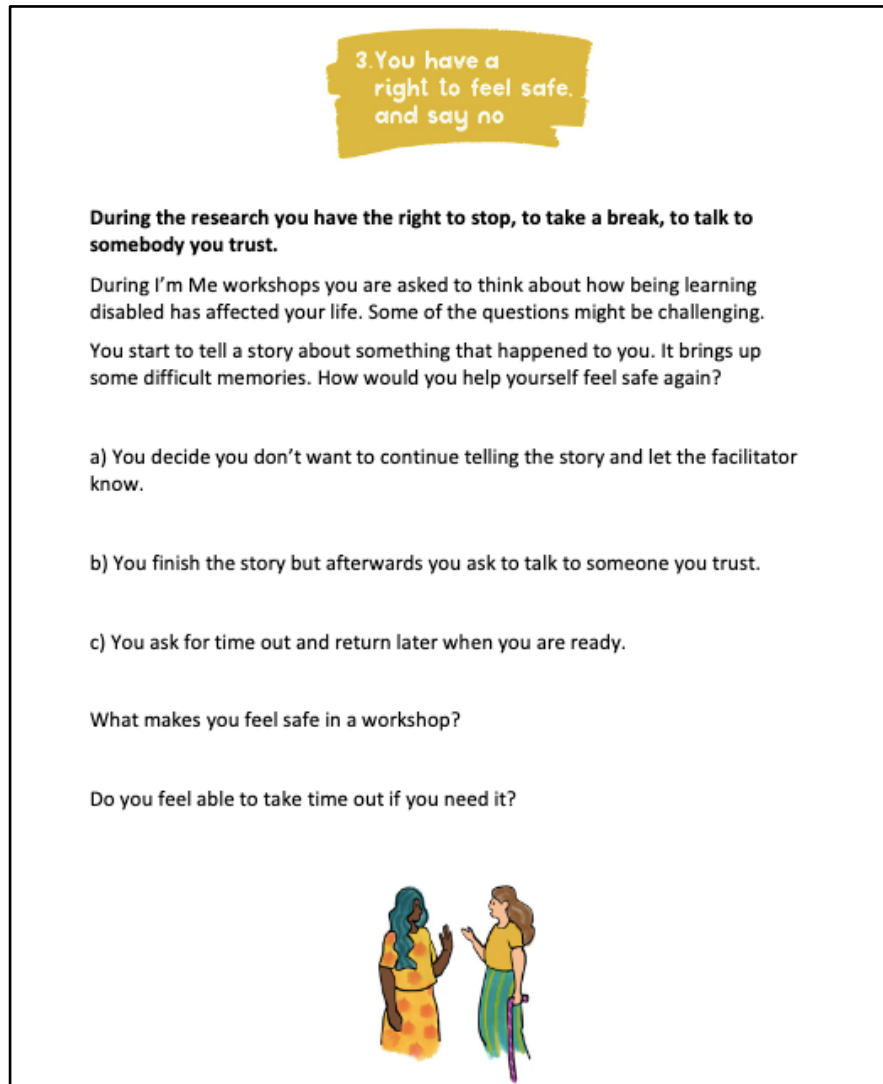 3.You have a
right to feel safe,
and say no
During the research you have the right to stop, to take a break, to talk to
somebody you trust.
During I’m Me workshops you are asked to think about how being learning
disabled has affected your life. Some of the questions might be challenging.
You start to tell a story about something that happened to you. It brings up
some difficult memories. How would you help yourself feel safe again?
a) You decide you don’t want to continue telling the story and let the facilitator
know.
b) You finish the story but afterwards you ask to talk to someone you trust.
c) You ask for time out and return later when you are ready.
What makes you feel safe in a workshop?
Do you feel able to take time out if you need it?